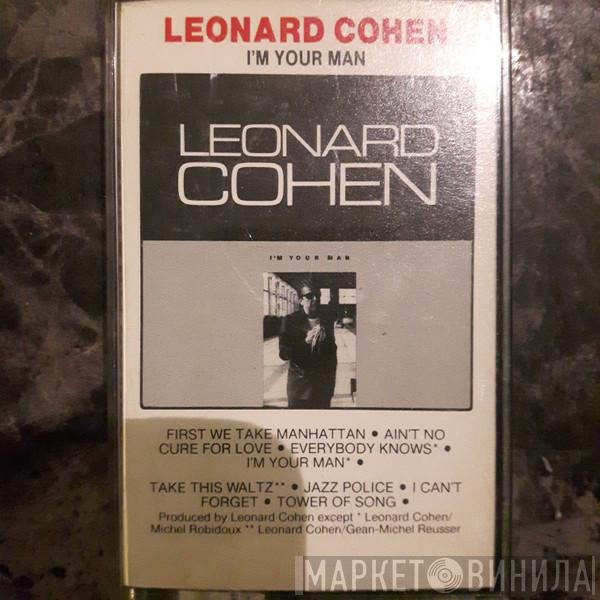 LEONARD COHEN
I'M YOUR MAN
LEONARD
COHEN
I'M YOUR MAN
FIRST WE TAKE MANHATTAN • AIN'T NO
CURE FOR LOVE • EVERYBODY KNOWS* •
I'M YOUR MAN* •
TAKE THIS WALTZ** • JAZZ POLICE • I CAN'T
FORGET • TOWER OF SONG •
Produced by Leonard Cohen except * Leonard Cohen/
Michel Robidoux ** Leonard Cohen/Gean-Michel Reusser
МАРКЕТ ВИНИЛА